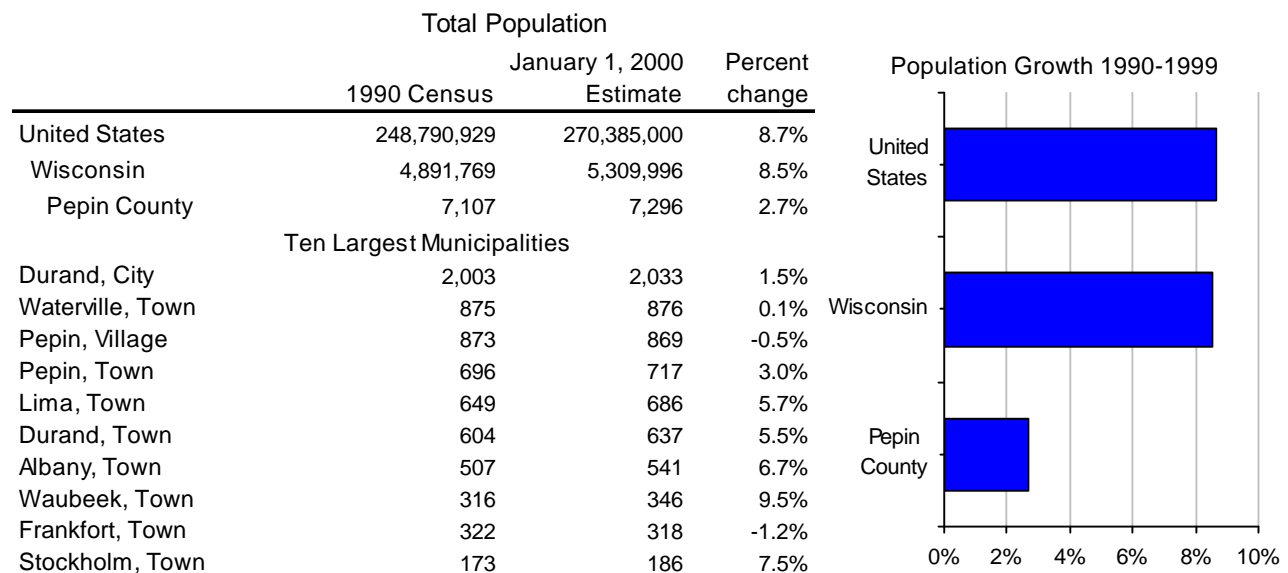 Total Population
January 1, 2000 Percent
1990 Census Estimate change
United States 248,790,929 270,385,000 8.7%
Wisconsin 4,891,769 5,309,996 8.5%
Pepin County 7,107 7,296 2.7%
Ten Largest Municipalities
Durand, City 2,003 2,033 1.5%
Waterville, Town 875 876 0.1%
Pepin, Village 873 869 -0.5%
Pepin, Town 696 717 3.0%
Lima, Town 649 686 5.7%
Durand, Town 604 637 5.5%
Albany, Town 507 541 6.7%
Waubeek, Town 316 346 9.5%
Frankfort, Town 322 318 -1.2%
Stockholm, Town 173 186 7.5%
Population Growth 1990-1999
United
States
Wisconsin
Pepin
County
0% 2% 4% 6% 8% 10%